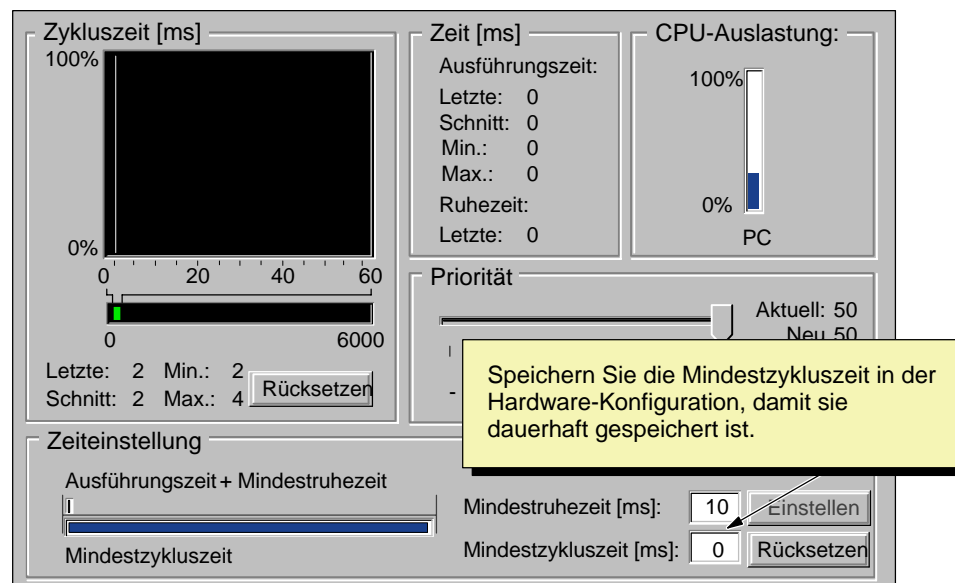 Zykluszeit [ms]
100%
0%
0 20 40 60
0 6000
Letzte: 2 Min.: 2
Schnitt: 2 Max.: 4
Rücksetzen
Zeit [ms]
Ausführungszeit:
Letzte: 0
Schnitt: 0
Min.: 0
Max.: 0
Ruhezeit:
Letzte: 0
CPU-Auslastung:
100%
0%
PC
Priorität
Aktuell: 50
Neu 50
-
Speichern Sie die Mindestzykluszeit in der
Hardware-Konfiguration, damit sie
dauerhaft gespeichert ist.
Zeiteinstellung
Ausführungszeit + Mindestruhezeit
Mindestzykluszeit
Mindestruhezeit [ms]: 10 Einstellen
Mindestzykluszeit [ms]: 0 Rücksetzen